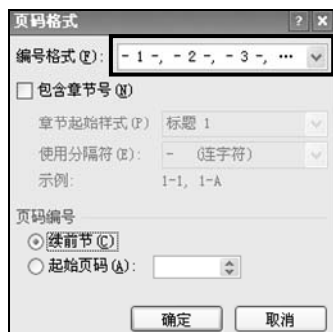 页码格式
编号格式(F): - 1 -, - 2 -, - 3 -, …
包含章节号(N)
章节起始样式(P) 标题 1
使用分隔符(E): - (连字符)
示例: 1-1, 1-A
页码编号
续前节(C)
起始页码(A):
确定 取消